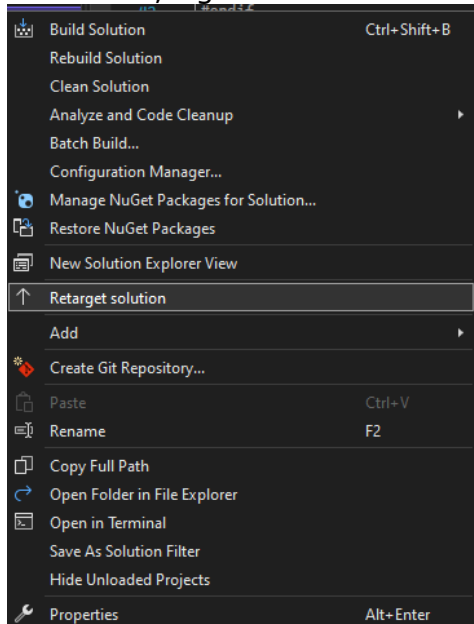 #endif
Build Solution Ctrl+Shift+B
Rebuild Solution
Clean Solution
Analyze and Code Cleanup
Batch Build...
Configuration Manager...
Manage NuGet Packages for Solution...
Restore NuGet Packages
New Solution Explorer View
Retarget solution
Add
Create Git Repository...
Paste Ctrl+V
Rename F2
Copy Full Path
Open Folder in File Explorer
Open in Terminal
Save As Solution Filter
Hide Unloaded Projects
Properties Alt+Enter